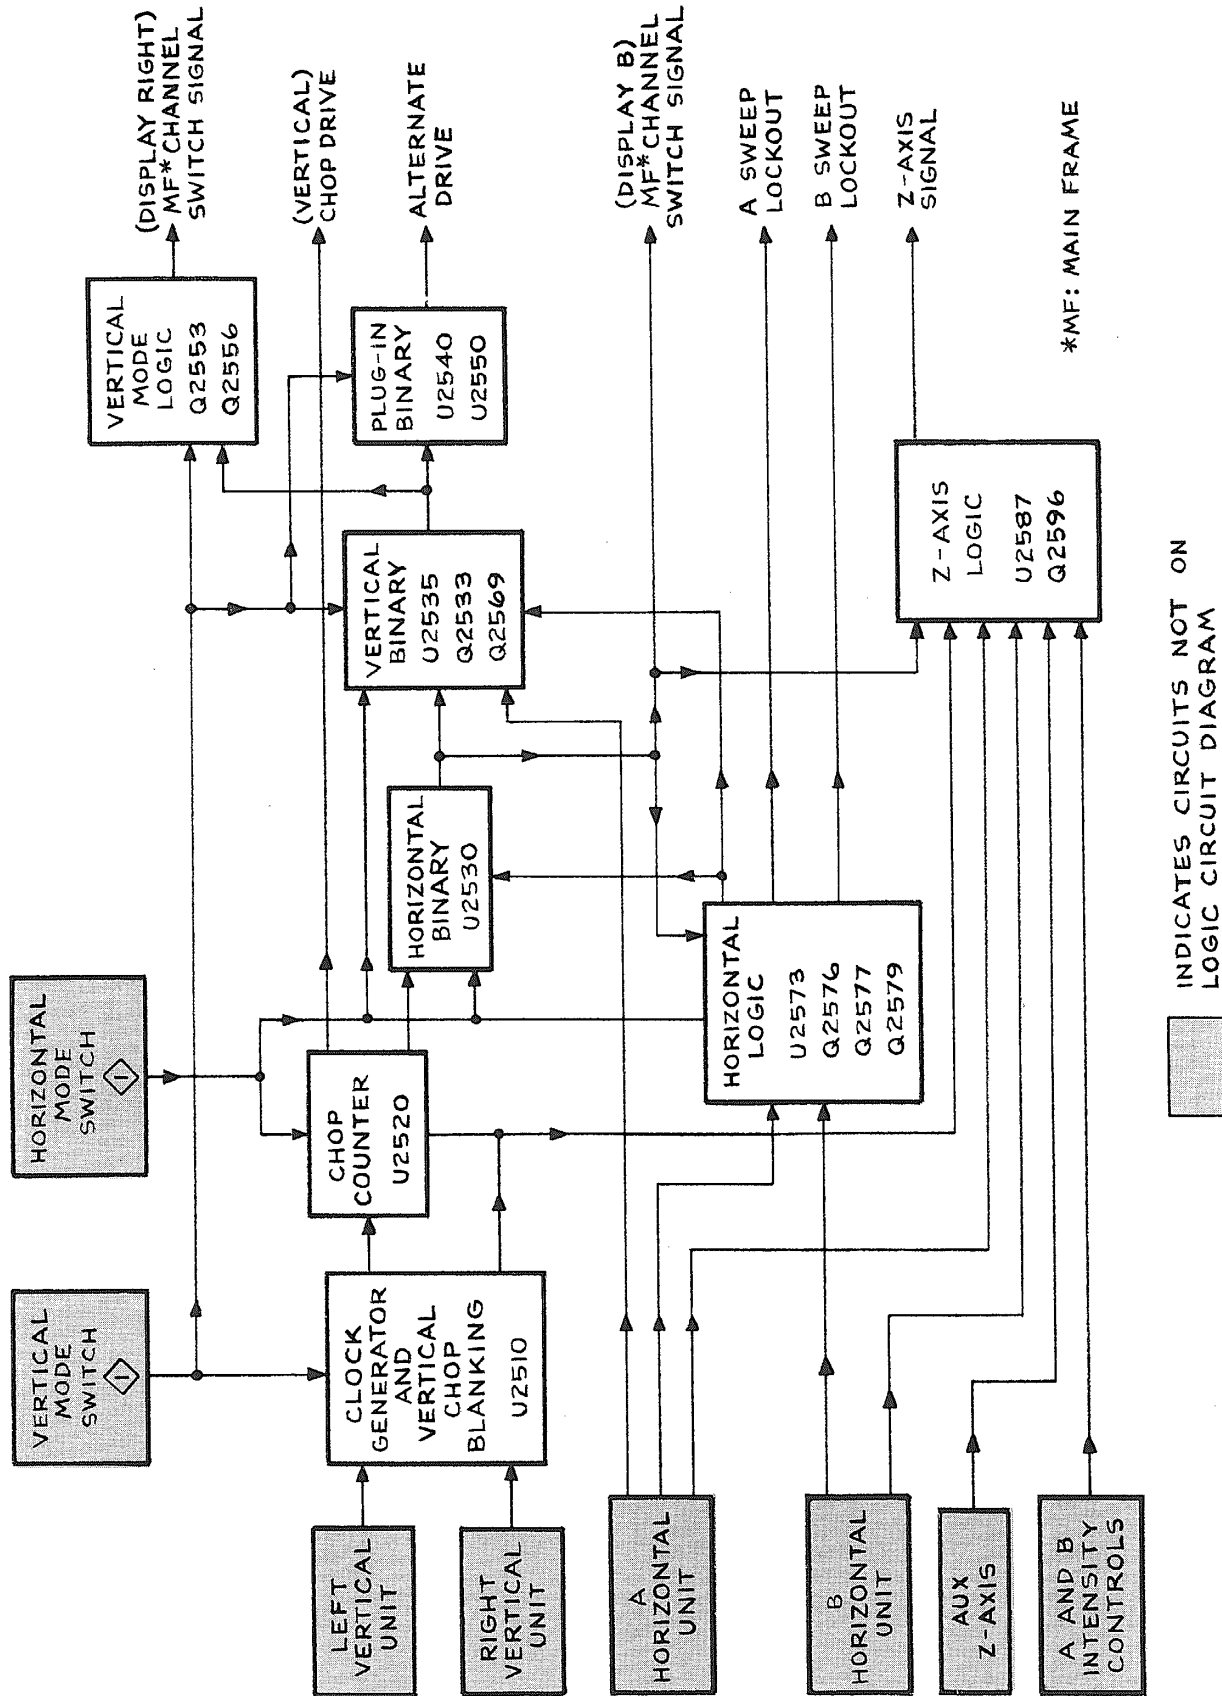 VERTICAL
MODE
SWITCH
1
HORIZONTAL
MODE
SWITCH
1
LEFT
VERTICAL
UNIT
RIGHT
VERTICAL
UNIT
A
HORIZONTAL
UNIT
B
HORIZONTAL
UNIT
AUX
Z-AXIS
A AND B
INTENSITY
CONTROLS
CLOCK
GENERATOR
AND
VERTICAL
CHOP
BLANKING
U2510
CHOP
COUNTER
U2520
HORIZONTAL
BINARY
U2530
HORIZONTAL
LOGIC
U2573
Q2576
Q2577
Q2579
VERTICAL
BINARY
U2535
Q2533
Q2569
VERTICAL
MODE
LOGIC
Q2553
Q2556
PLUG-IN
BINARY
U2540
U2550
Z-AXIS
LOGIC
U2587
Q2596
(DISPLAY RIGHT)
MF* CHANNEL
SWITCH SIGNAL
(VERTICAL)
CHOP DRIVE
ALTERNATE
DRIVE
(DISPLAY B)
MF* CHANNEL
SWITCH SIGNAL
A SWEEP
LOCKOUT
B SWEEP
LOCKOUT
Z-AXIS
SIGNAL
*MF: MAIN FRAME
INDICATES CIRCUITS NOT ON
LOGIC CIRCUIT DIAGRAM